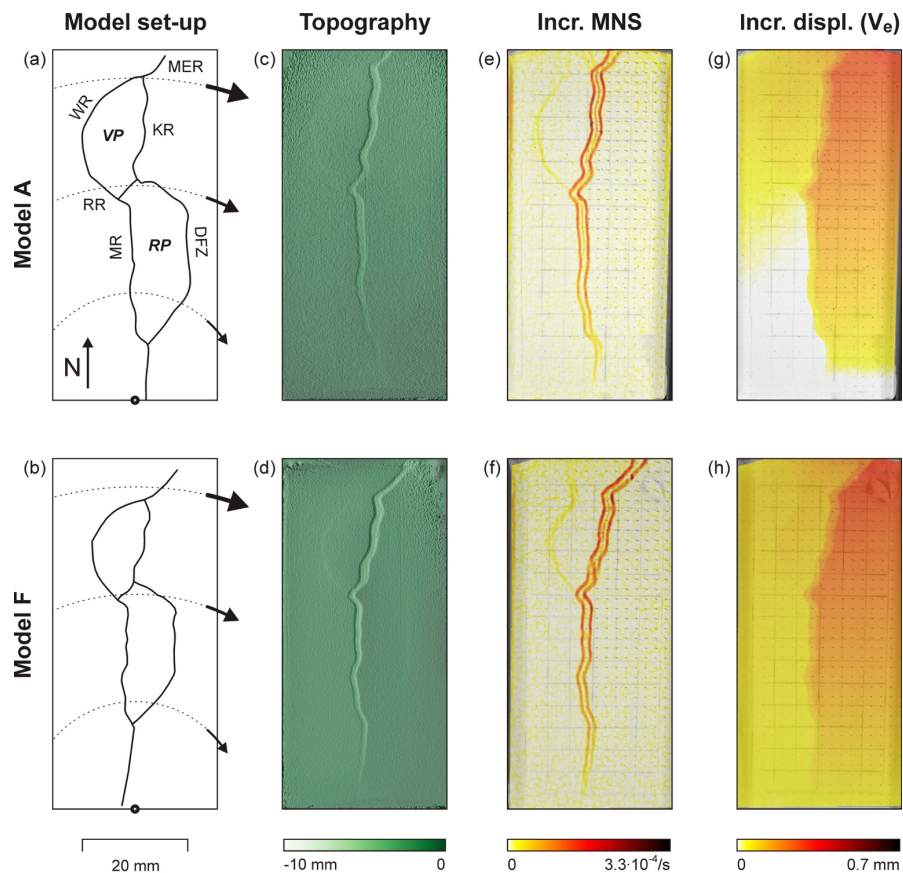 Model set-up
Topography
Incr. MNS
Incr. displ. (Vₑ)
Model A
(a)
MER
WR
VP
KR
RR
MR
RP
DFZ
N
(c)
(e)
(g)
Model F
(b)
(d)
(f)
(h)
20 mm
-10 mm 0
0 3.3·10⁻⁴/s
0 0.7 mm